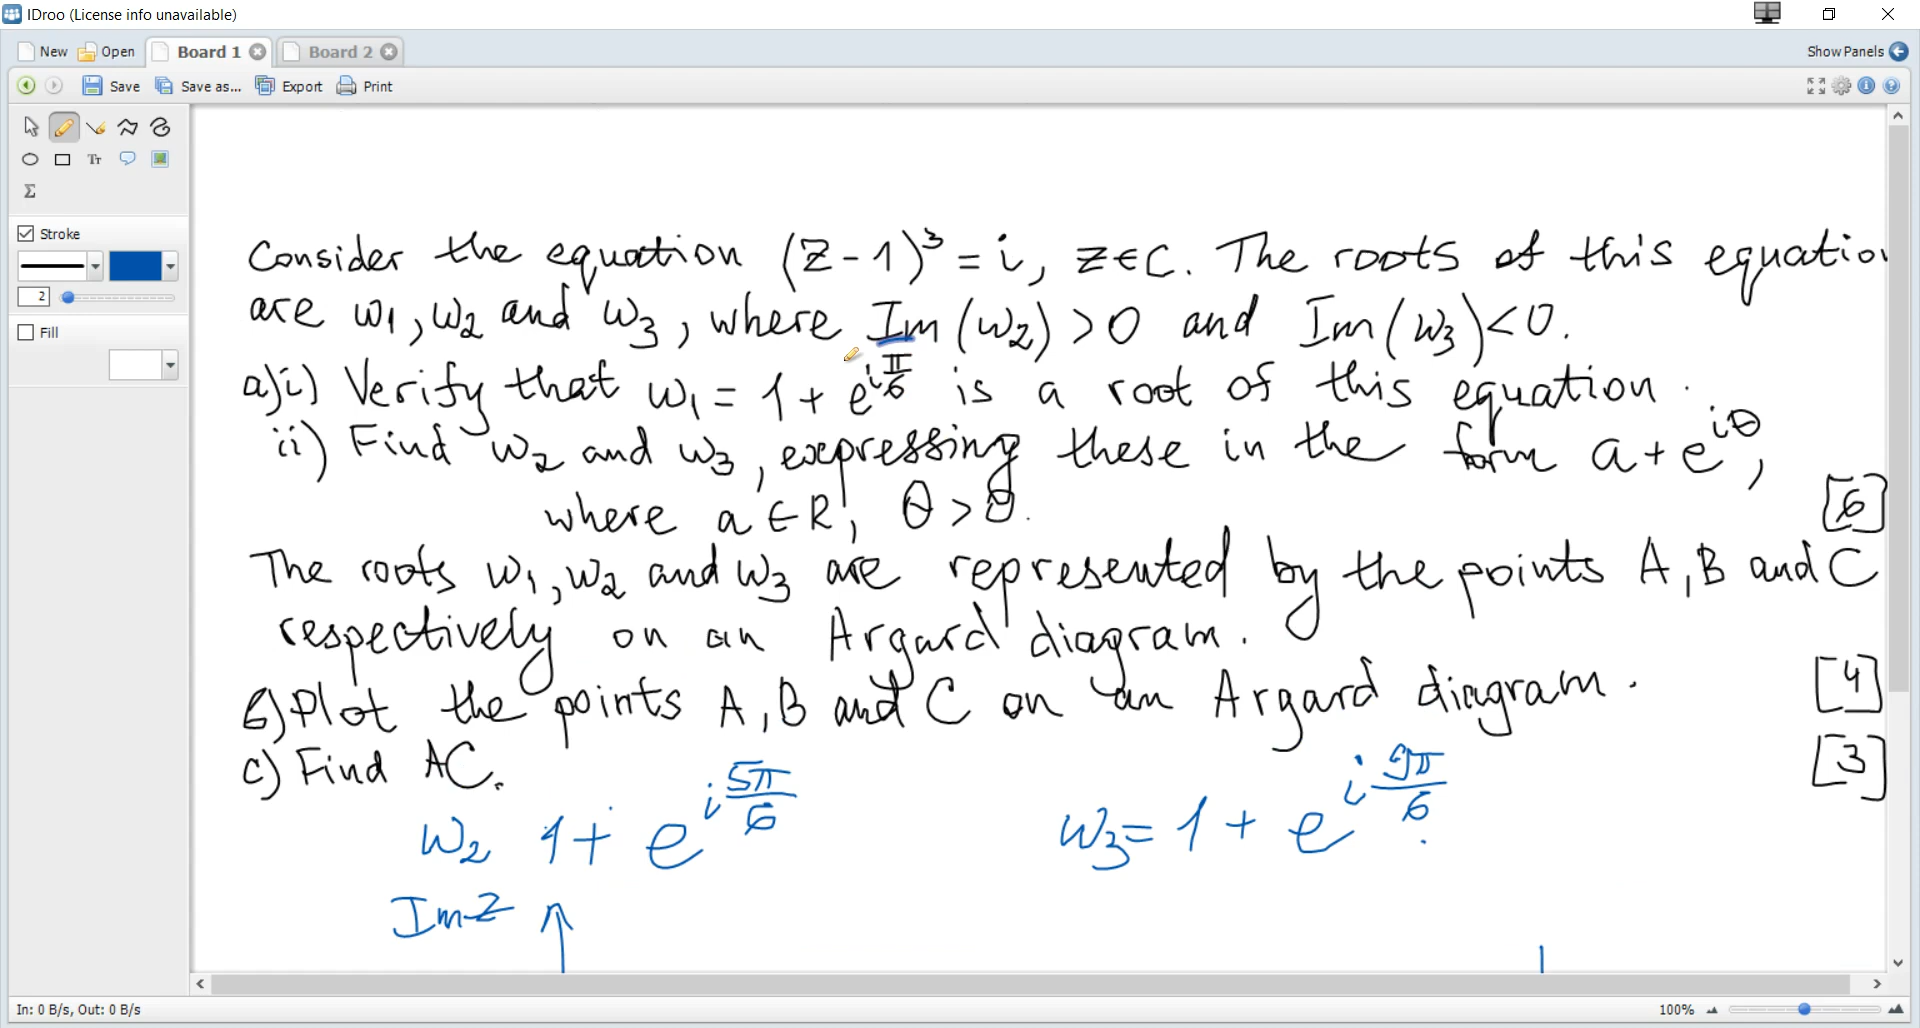 IDroo (License info unavailable)
New Open Board 1 Board 2 Show Panels
Save Save as... Export Print
Stroke
2
Fill
Consider the equation (z-1)³ = i, z∈C. The roots of this equation
are w₁, w₂ and w₃, where Im(w₂) > 0 and Im(w₃) < 0.
a) i) Verify that w₁ = 1 + e^(iπ/6) is a root of this equation.
ii) Find w₂ and w₃, expressing these in the form a + e^(iθ),
where a ∈ R, θ > 0. [6]
The roots w₁, w₂ and w₃ are represented by the points A, B and C
respectively on an Argard diagram.
b) Plot the points A, B and C on an Argard diagram. [4]
c) Find AC. [3]
w₂ 1 + e^(i5π/6) w₃ = 1 + e^(i9π/6)
Im z
In: 0 B/s, Out: 0 B/s 100%